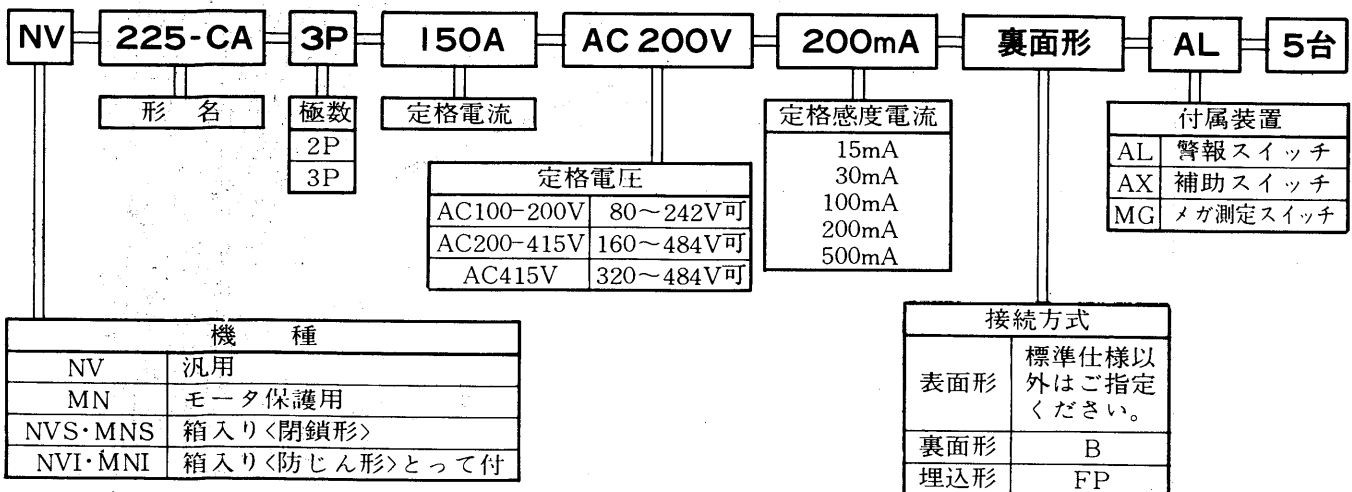 NV 225-CA 3P 150A AC 200V 200mA 裏面形 AL 5台
形 名
極数
2P
3P
定格電流
定格電圧
AC100-200V 80～242V可
AC200-415V 160～484V可
AC415V 320～484V可
定格感度電流
15mA
30mA
100mA
200mA
500mA
付属装置
AL 警報スイッチ
AX 補助スイッチ
MG メガ測定スイッチ
機 種
NV 汎用
MN モータ保護用
NVS・MNS 箱入り<閉鎖形>
NVI・MNI 箱入り<防じん形>とって付
接続方式
表面形 標準仕様以
外はご指定
ください。
裏面形 B
埋込形 FP